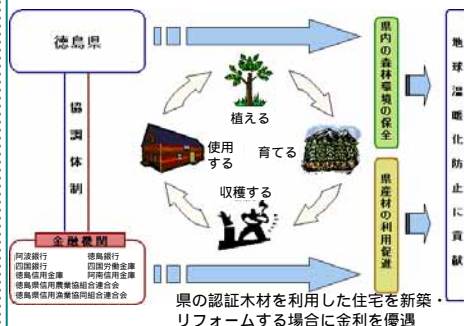 徳島県
協調体制
金融機関
阿波銀行 徳島銀行
四国銀行 四国労働金庫
徳島信用金庫 阿南信用金庫
徳島県信用農業協組合連合会
徳島県信用漁業協同組合連合会
植える
育てる
収穫する
使用
する
県内の森林環境の保全
県産材の利用促進
地球温暖化防止に貢献
県の認証木材を利用した住宅を新築・
リフォームする場合に金利を優遇